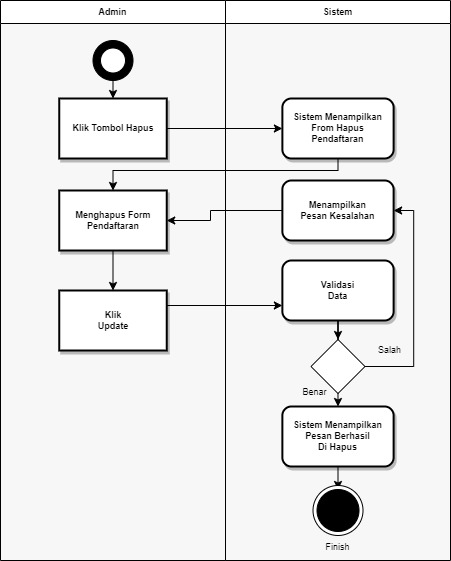 Admin
Sistem
Klik Tombol Hapus
Sistem Menampilkan
From Hapus
Pendaftaran
Menghapus Form
Pendaftaran
Menampilkan
Pesan Kesalahan
Klik
Update
Validasi
Data
Salah
Benar
Sistem Menampilkan
Pesan Berhasil
Di Hapus
Finish